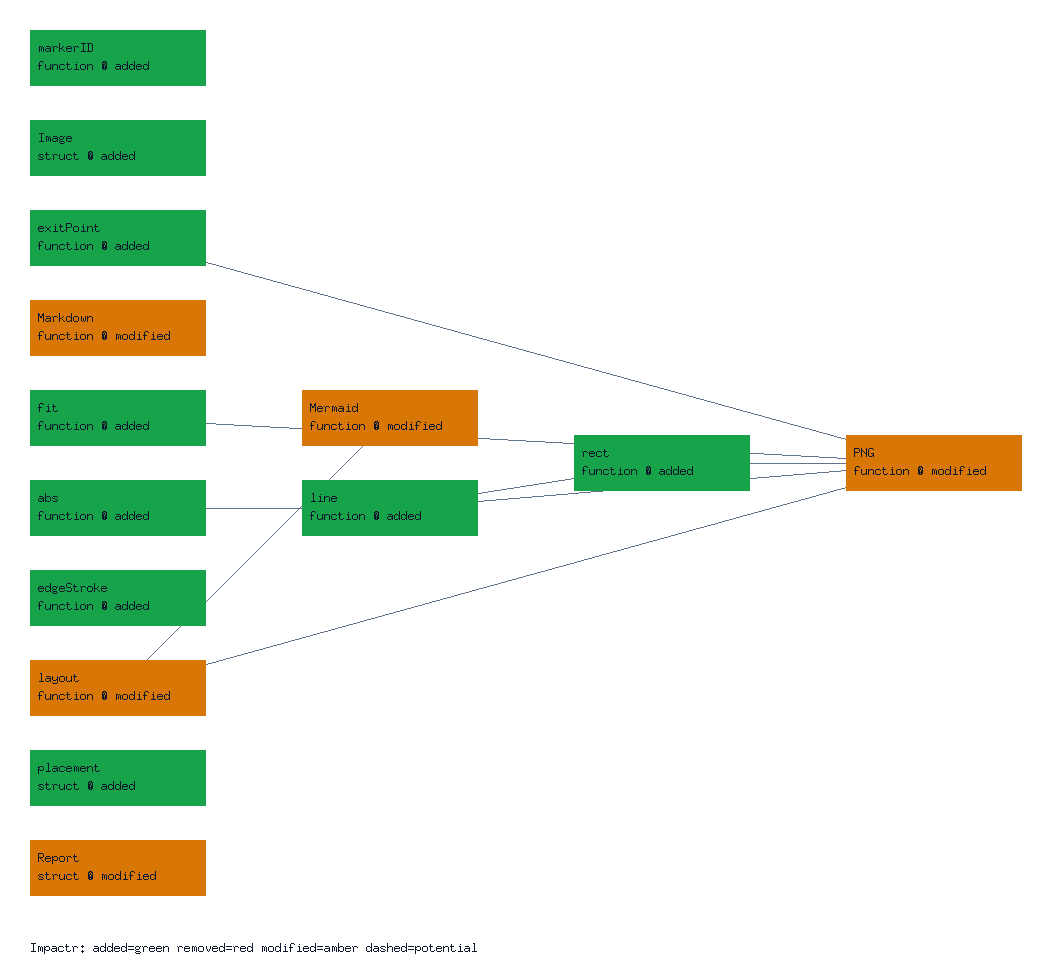 markerID
function 0 added
Image
struct 0 added
exitPoint
function 0 added
Markdown
function 0 modified
fit
function 0 added
Mermaid
function 0 modified
rect
function 0 added
PNG
function 0 modified
abs
function 0 added
line
function 0 added
edgeStroke
function 0 added
layout
function 0 modified
placement
struct 0 added
Report
struct 0 modified
Impactr: added=green removed=red modified=amber dashed=potential